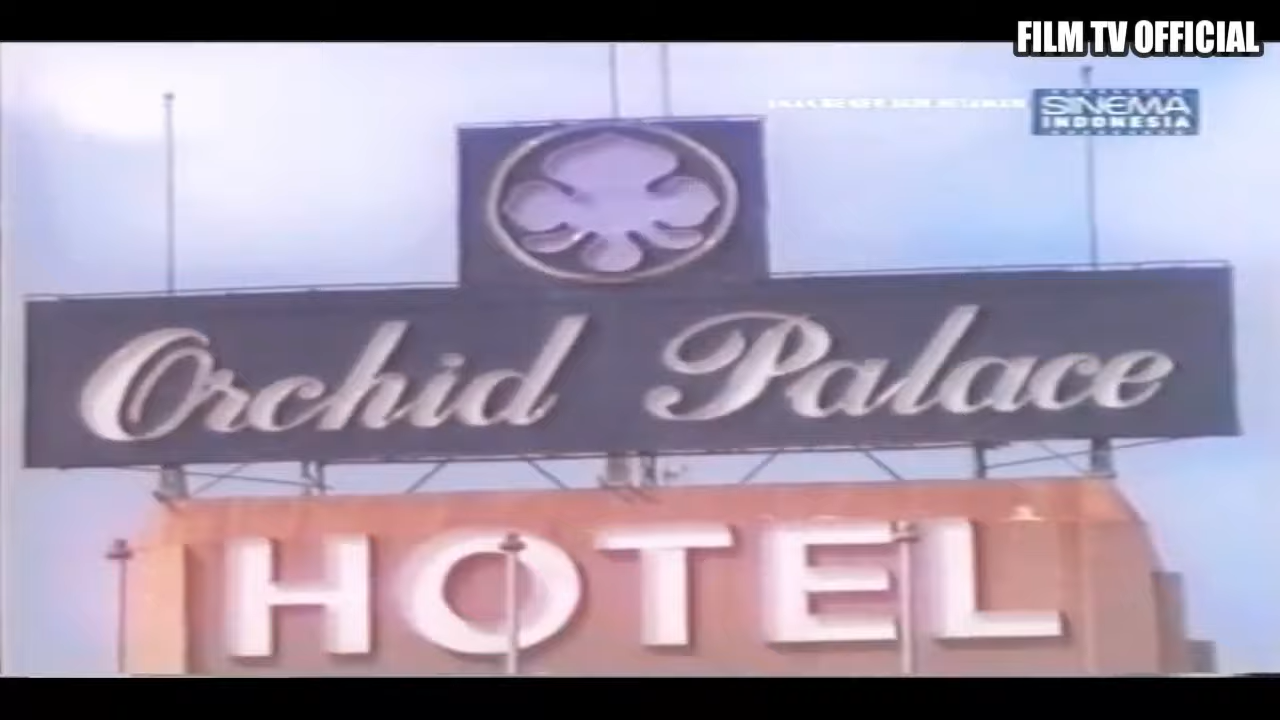 FILM TV OFFICIAL
SINEMA
INDONESIA
Orchid Palace
HOTEL